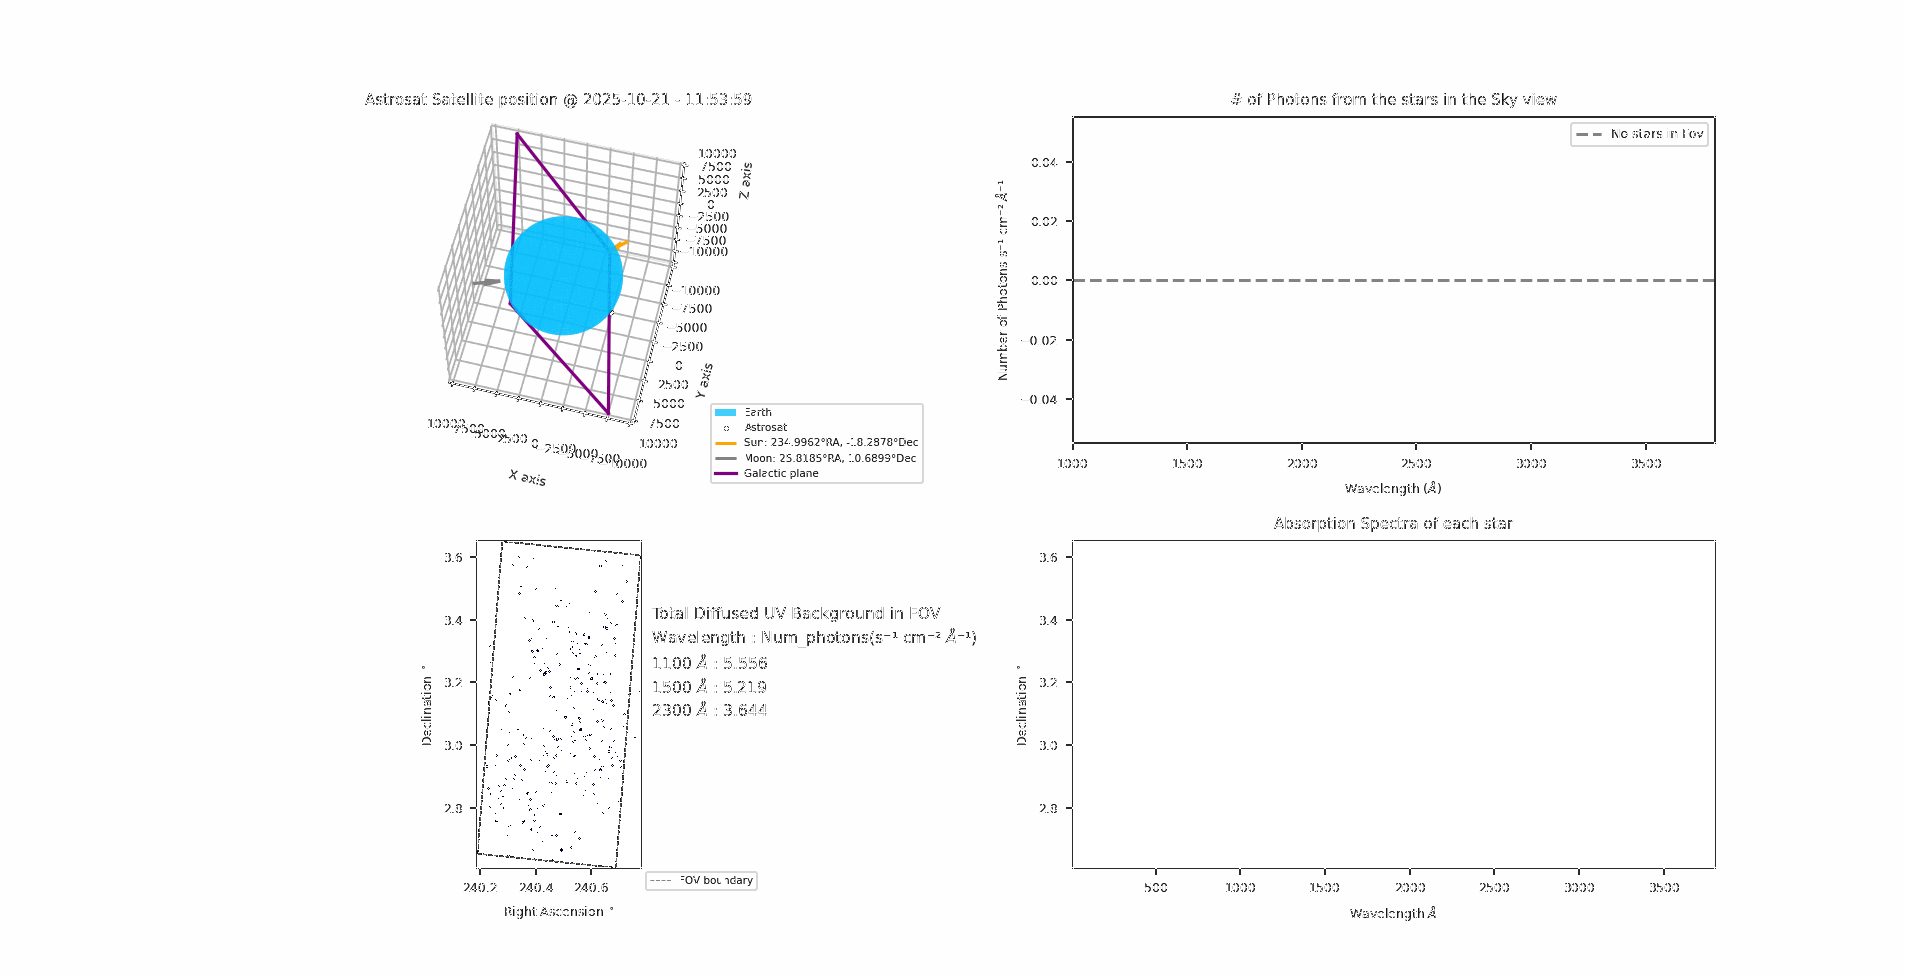 Astrosat Satellite position @ 2025-10-21 - 11:53:59
10000
7500
5000
2500
0
−2500
−5000
−7500
−10000
Z axis
−10000
−7500
−5000
−2500
0
2500
5000
7500
10000
Y axis
−2500
0
X axis
Earth
Astrosat
Sun: 234.9962°RA, -18.2878°Dec
Moon: 25.8185°RA, 10.6899°Dec
Galactic plane
# of Photons from the stars in the Sky view
No stars in Fov
0.04
0.02
0.00
−0.02
−0.04
Number of Photons s⁻¹ cm⁻² Å⁻¹
1000 1500 2000 2500 3000 3500
Wavelength (Å)
3.6
3.4
3.2
3.0
2.8
Declination °
240.2 240.4 240.6
Right Ascension °
FOV boundary
Total Diffused UV Background in FOV
Wavelength : Num_photons(s⁻¹ cm⁻² Å⁻¹)
1100 Å : 5.556
1500 Å : 5.219
2300 Å : 3.644
Absorption Spectra of each star
3.6
3.4
3.2
3.0
2.8
Declination °
500 1000 1500 2000 2500 3000 3500
Wavelength Å